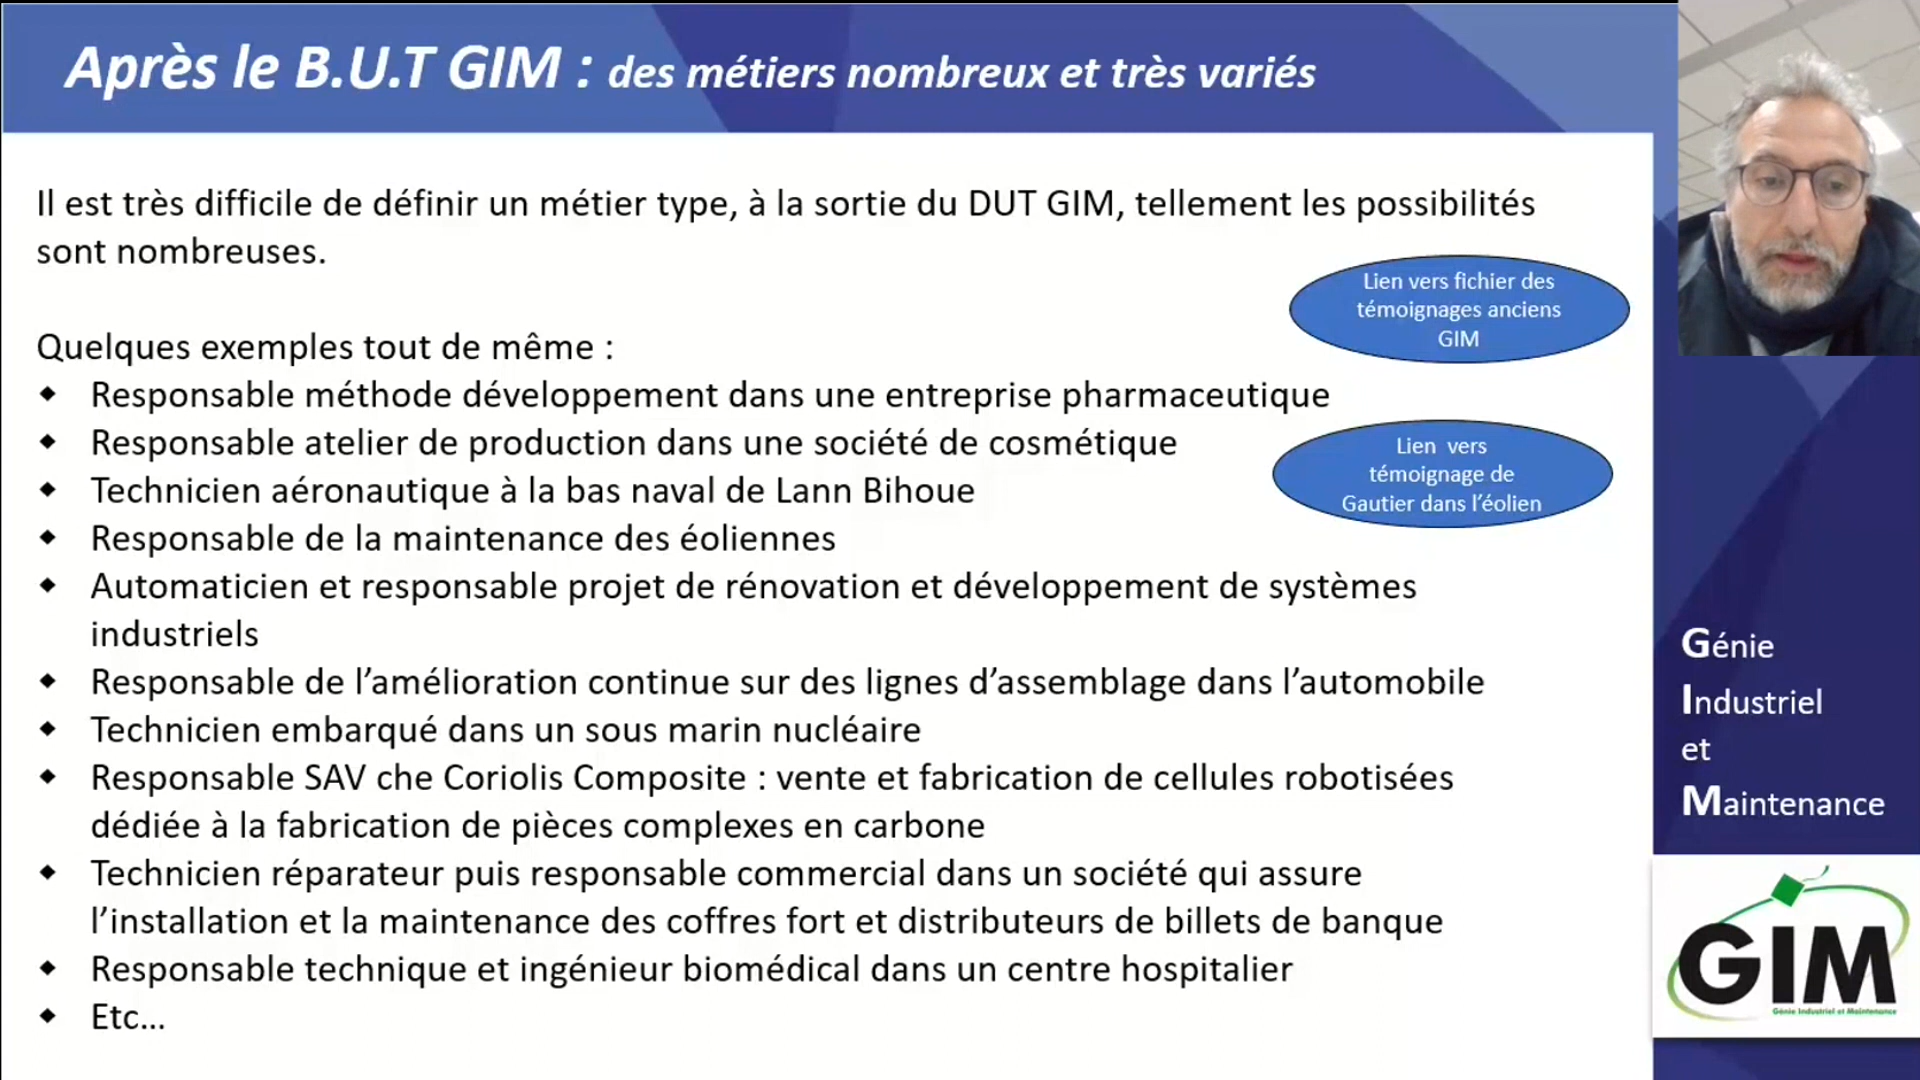 Après le B.U.T GIM : des métiers nombreux et très variés
Il est très difficile de définir un métier type, à la sortie du DUT GIM, tellement les possibilités
sont nombreuses.
Lien vers fichier des
témoignages anciens
GIM
Quelques exemples tout de même :
◆ Responsable méthode développement dans une entreprise pharmaceutique
◆ Responsable atelier de production dans une société de cosmétique
Lien vers
témoignage de
Gautier dans l’éolien
◆ Technicien aéronautique à la bas naval de Lann Bihoue
◆ Responsable de la maintenance des éoliennes
◆ Automaticien et responsable projet de rénovation et développement de systèmes
industriels
◆ Responsable de l’amélioration continue sur des lignes d’assemblage dans l’automobile
◆ Technicien embarqué dans un sous marin nucléaire
◆ Responsable SAV che Coriolis Composite : vente et fabrication de cellules robotisées
dédiée à la fabrication de pièces complexes en carbone
◆ Technicien réparateur puis responsable commercial dans un société qui assure
l’installation et la maintenance des coffres fort et distributeurs de billets de banque
◆ Responsable technique et ingénieur biomédical dans un centre hospitalier
◆ Etc...
Génie
Industriel
et
Maintenance
GIM
Génie Industriel et Maintenance